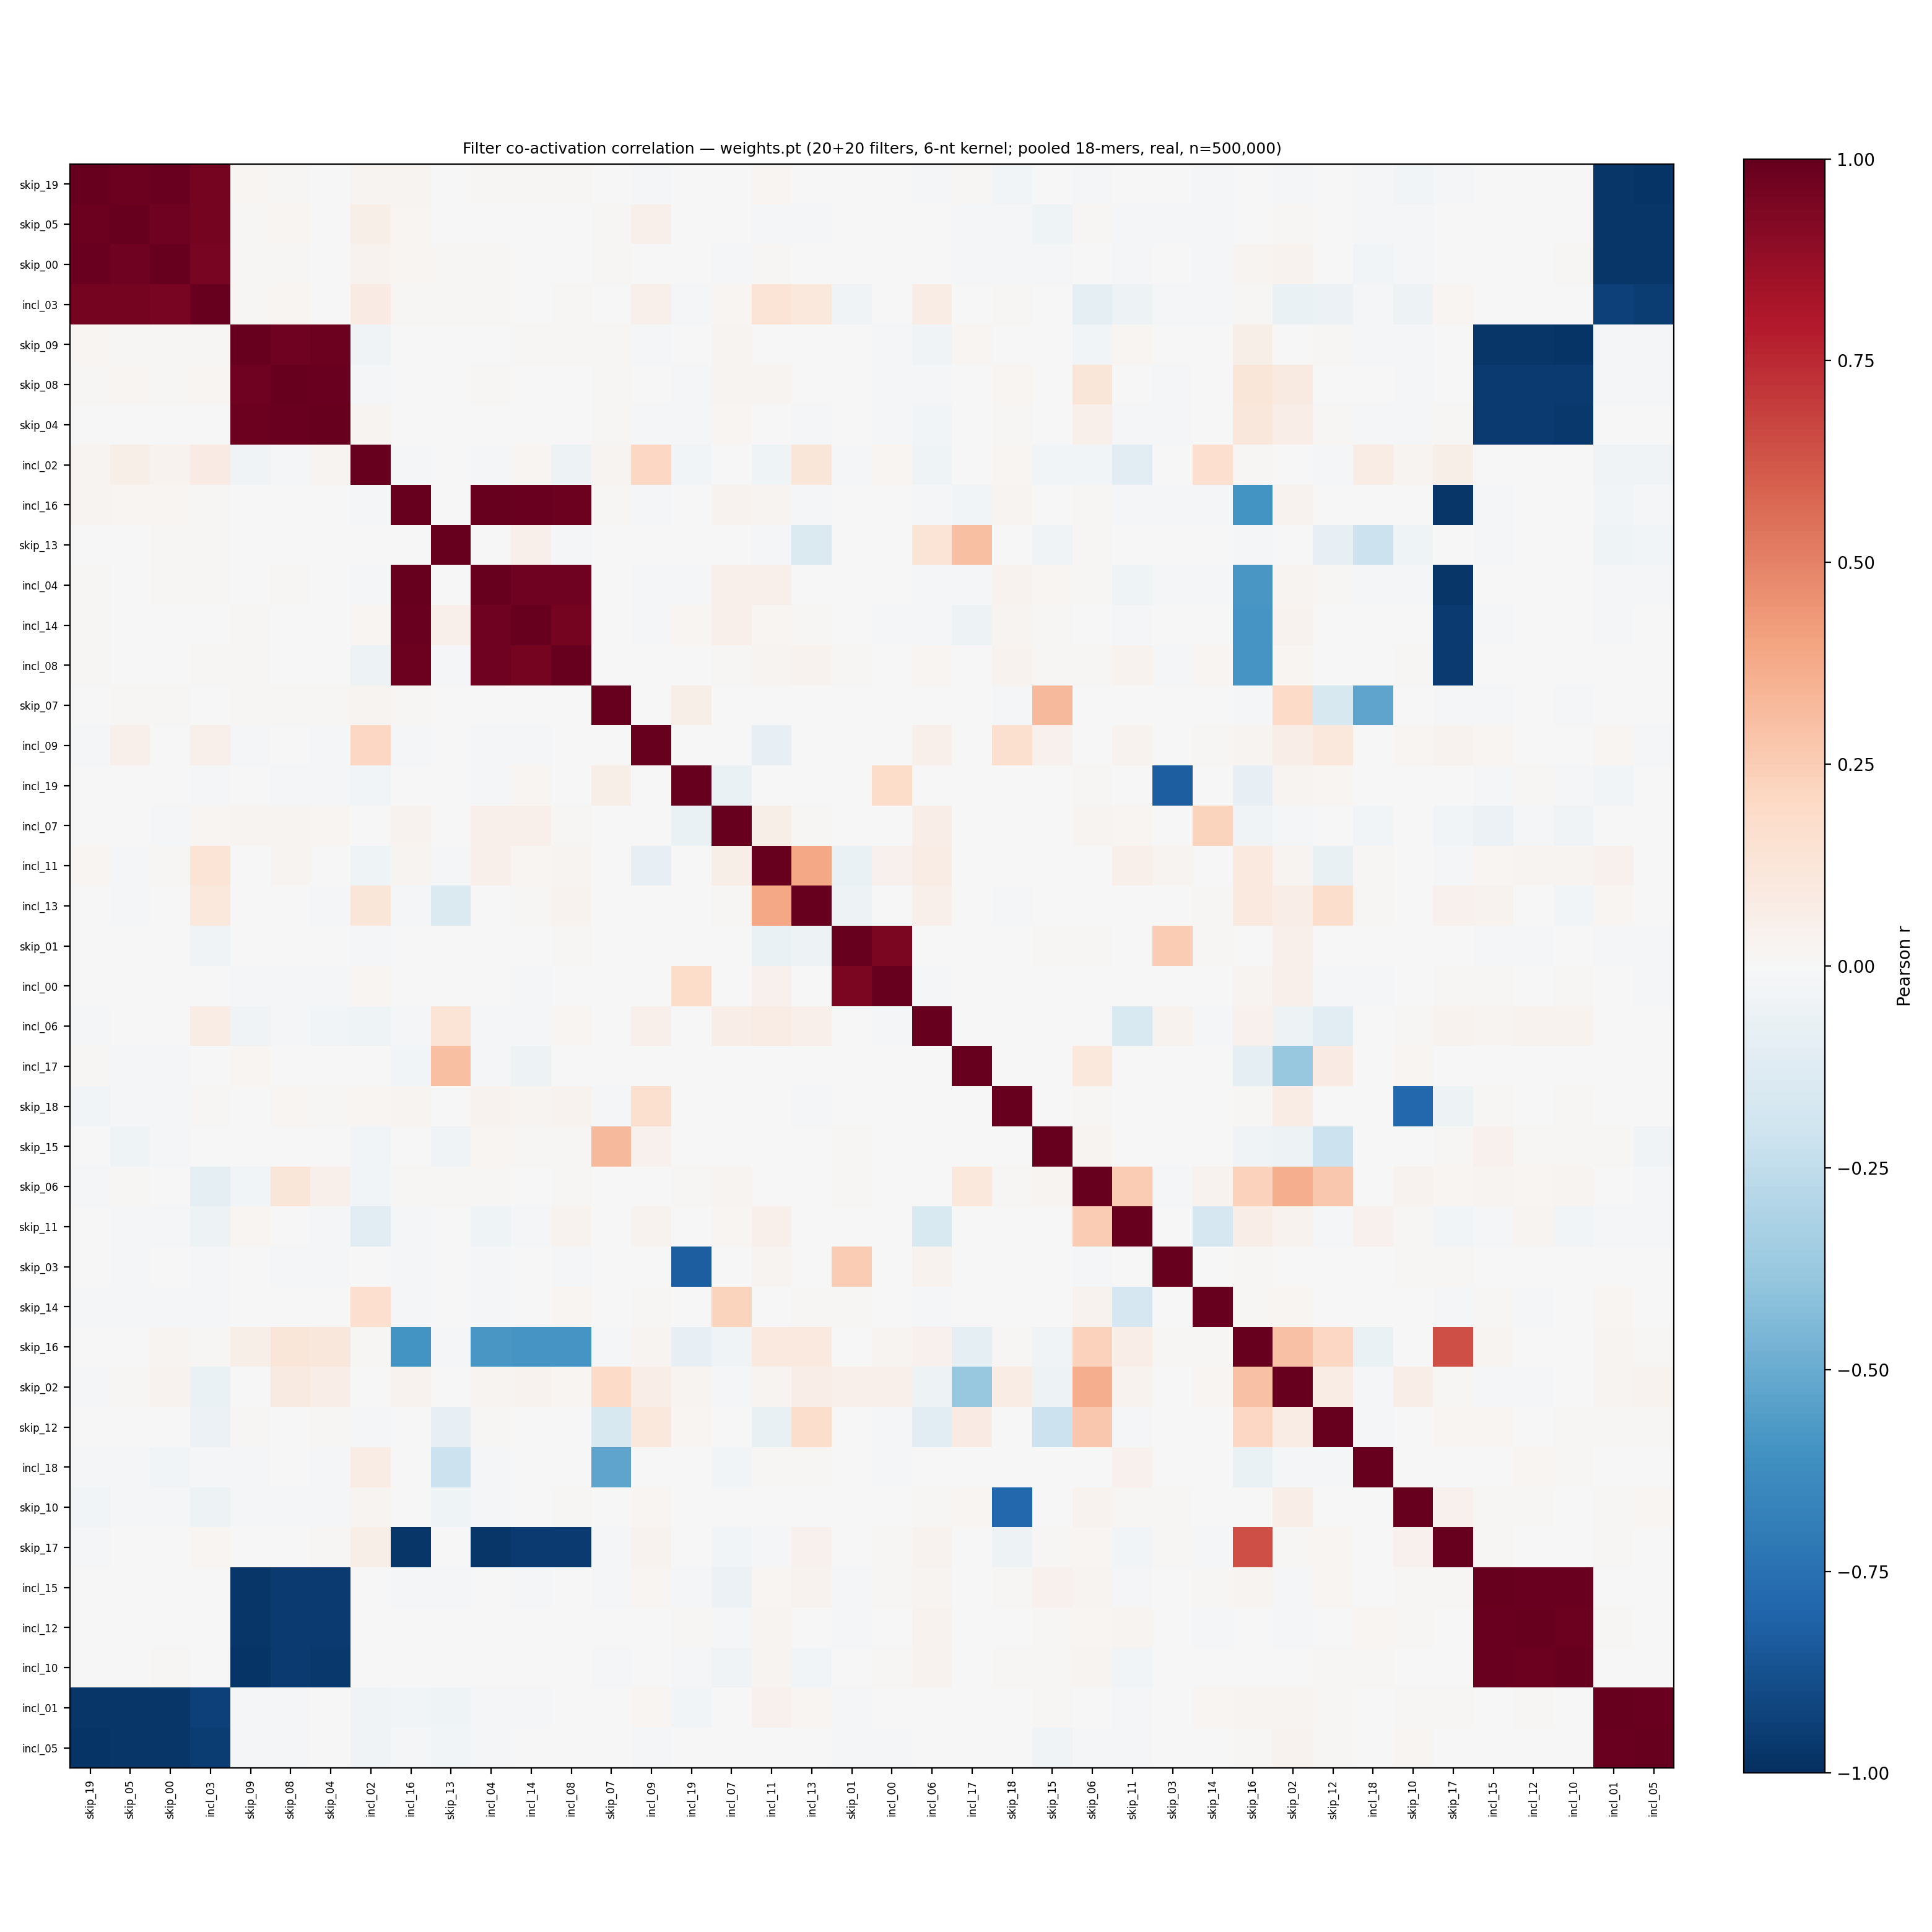 Filter co-activation correlation — weights.pt (20+20 filters, 6-nt kernel; pooled 18-mers, real, n=500,000)
skip_19
skip_05
skip_00
incl_03
skip_09
skip_08
skip_04
incl_02
incl_16
skip_13
incl_04
incl_14
incl_08
skip_07
incl_09
incl_19
incl_07
incl_11
incl_13
skip_01
incl_00
incl_06
incl_17
skip_18
skip_15
skip_06
skip_11
skip_03
skip_14
skip_16
skip_02
skip_12
incl_18
skip_10
skip_17
incl_15
incl_12
incl_10
incl_01
incl_05
skip_19
skip_05
skip_00
incl_03
skip_09
skip_08
skip_04
incl_02
incl_16
skip_13
incl_04
incl_14
incl_08
skip_07
incl_09
incl_19
incl_07
incl_11
incl_13
skip_01
incl_00
incl_06
incl_17
skip_18
skip_15
skip_06
skip_11
skip_03
skip_14
skip_16
skip_02
skip_12
incl_18
skip_10
skip_17
incl_15
incl_12
incl_10
incl_01
incl_05
1.00
0.75
0.50
0.25
0.00
−0.25
−0.50
−0.75
−1.00
Pearson r